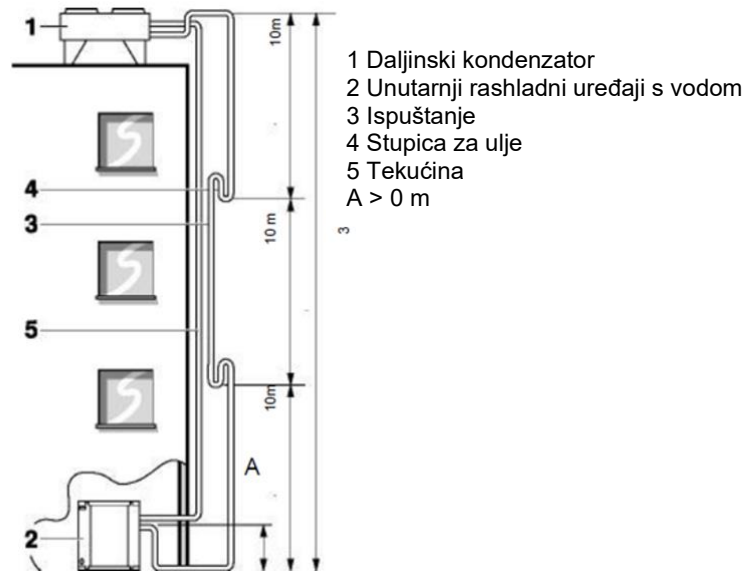 1
10m
1 Daljinski kondenzator
2 Unutarnji rashladni uređaji s vodom
3 Ispuštanje
4 Stupica za ulje
5 Tekućina
A > 0 m
4
3
10 m
3
5
10m
A
2